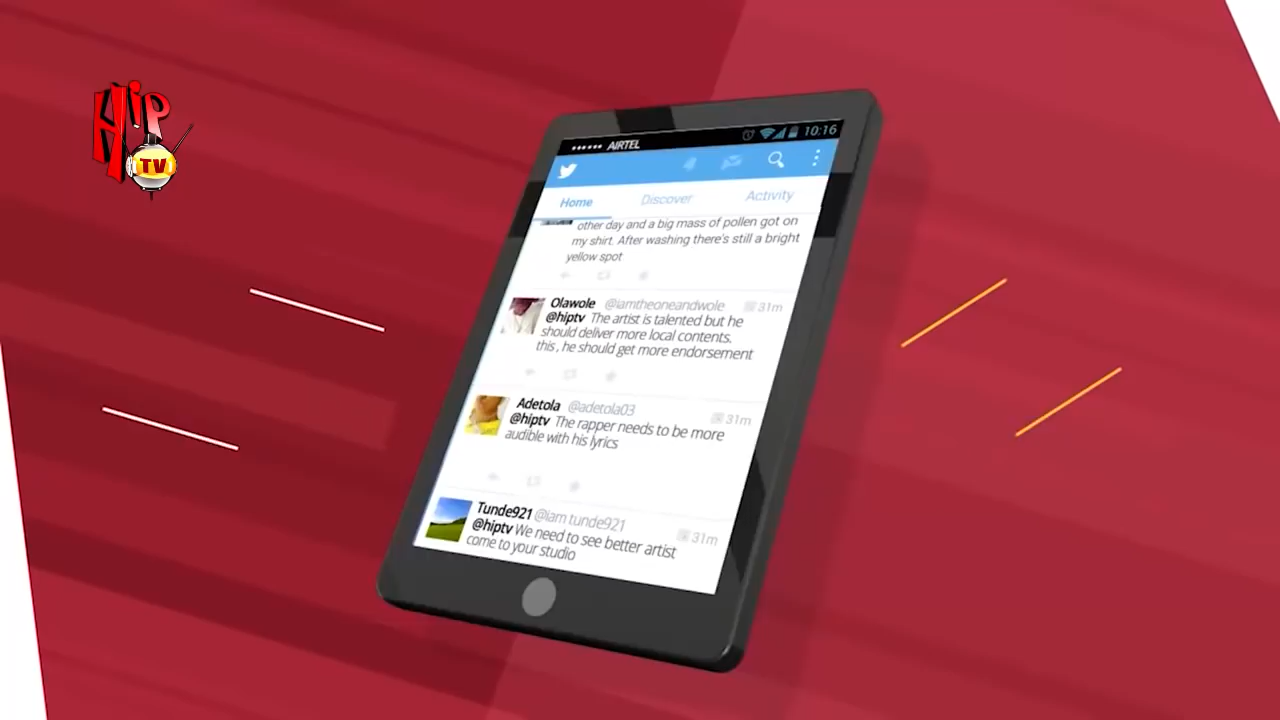 HiP
TV
AIRTEL
10:16
Home Discover Activity
other day and a big mass of pollen got on
my shirt. After washing there's still a bright
yellow spot
Olawole @iamtheoneandwole 31m
@hiptv The artist is talented but he
should deliver more local contents.
this , he should get more endorsement
Adetola @adetola03 31m
@hiptv The rapper needs to be more
audible with his lyrics
Tunde921 @iam tunde921 31m
@hiptv We need to see better artist
come to your studio